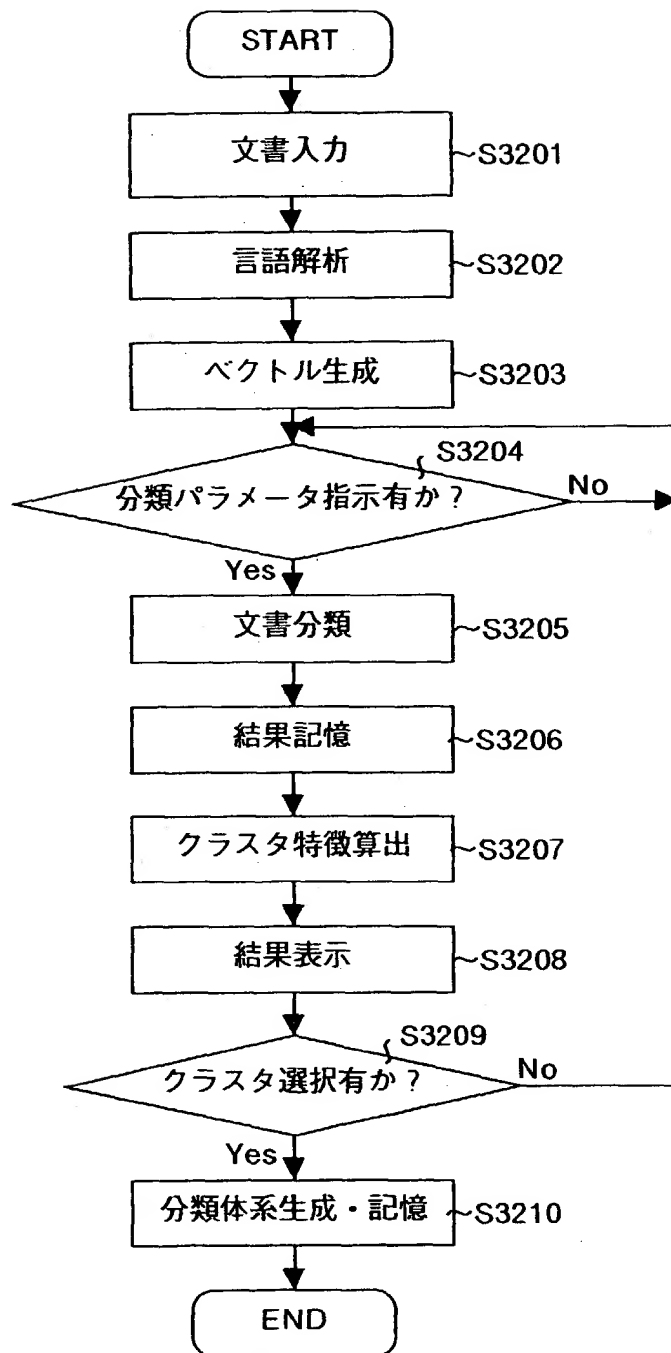 START
文書入力
S3201
言語解析
S3202
ベクトル生成
S3203
S3204
分類パラメータ指示有か？
No
Yes
文書分類
S3205
結果記憶
S3206
クラスタ特徴算出
S3207
結果表示
S3208
S3209
クラスタ選択有か？
No
Yes
分類体系生成・記憶
S3210
END